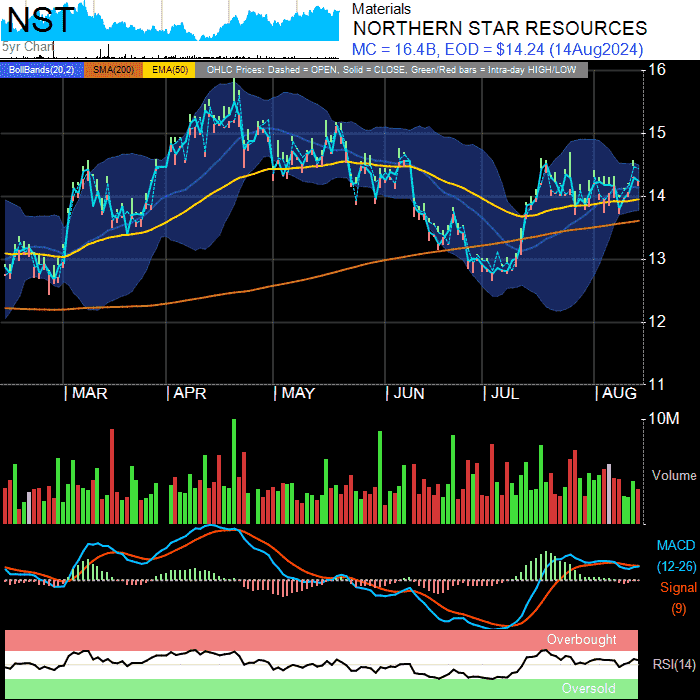 NST
5yr Chart
Materials
NORTHERN STAR RESOURCES
MC = 16.4B, EOD = $14.24 (14Aug2024)
BollBands(20,2) SMA(200) EMA(50) OHLC Prices: Dashed = OPEN, Solid = CLOSE, Green/Red bars = Intra-day HIGH/LOW
16
15
14
13
12
11
| MAR | APR | MAY | JUN | JUL | AUG
10M
Volume
MACD
(12-26)
Signal
(9)
Overbought
RSI(14)
Oversold